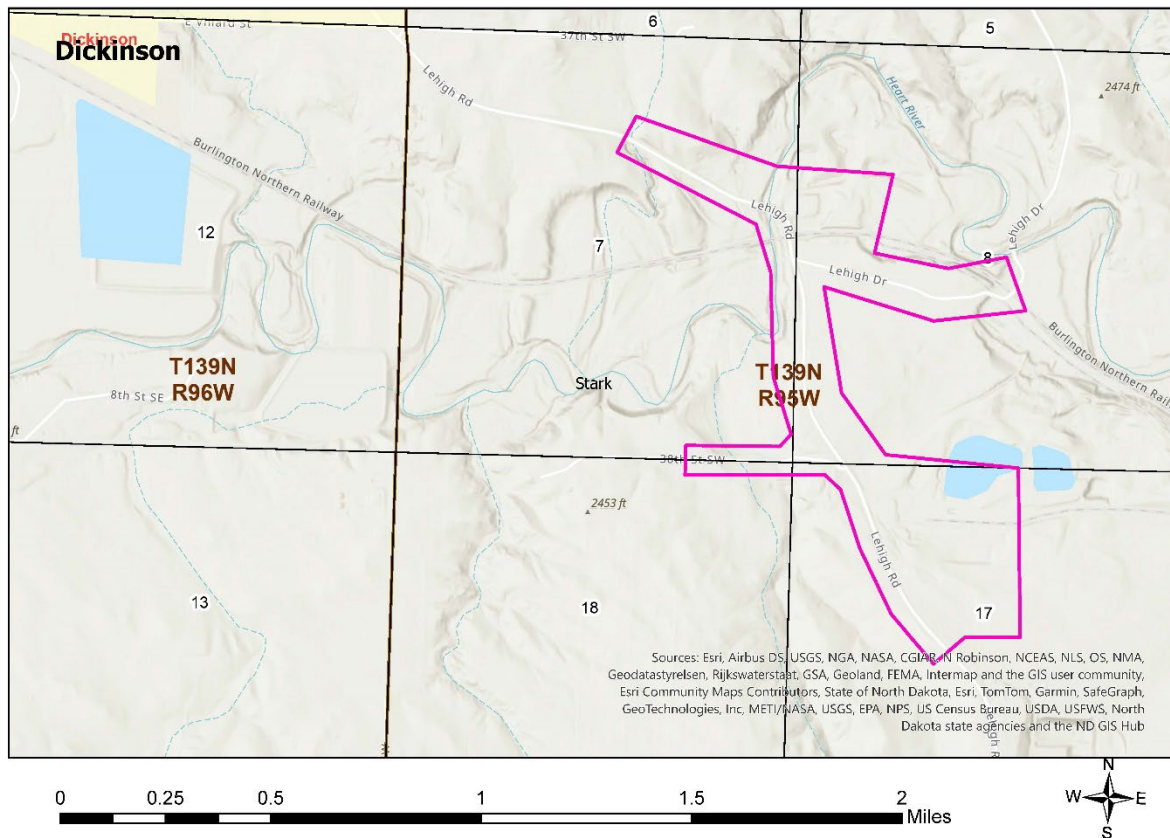 E Villard St
Dickinson
Dickinson
6
37th St SW
5
Lehigh Rd
2474 ft
Heart River
Burlington Northern Railway
12
7
Lehigh Rd
Lehigh Dr
8
Lehigh Dr
Burlington Northern Rail
T139N
R96W
8th St SE
Stark
T139N
R95W
ft
38th St SW
2453 ft
Lehigh Rd
13
18
17
Sources: Esri, Airbus DS, USGS, NGA, NASA, CGIAR, N Robinson, NCEAS, NLS, OS, NMA,
Geodatastyrelsen, Rijkswaterstaat, GSA, Geoland, FEMA, Intermap and the GIS user community,
Esri Community Maps Contributors, State of North Dakota, Esri, TomTom, Garmin, SafeGraph,
GeoTechnologies, Inc, METI/NASA, USGS, EPA, NPS, US Census Bureau, USDA, USFWS, North
Dakota state agencies and the ND GIS Hub
Lehigh R
0 0.25 0.5 1 1.5 2
Miles
N
W E
S